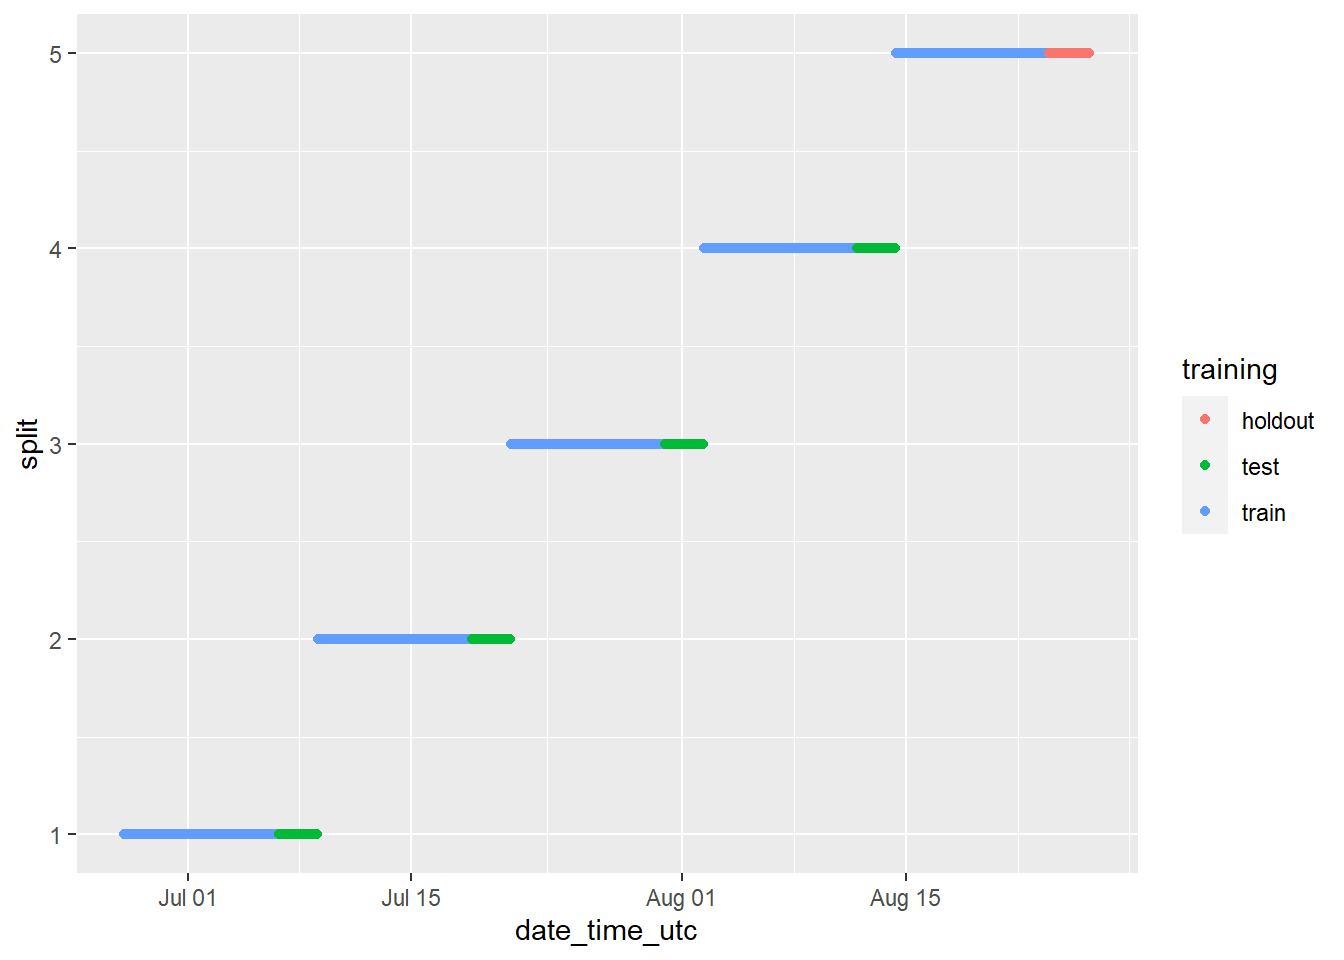 5
4
3
2
1
split
Jul 01
Jul 15
Aug 01
Aug 15
date_time_utc
training
holdout
test
train